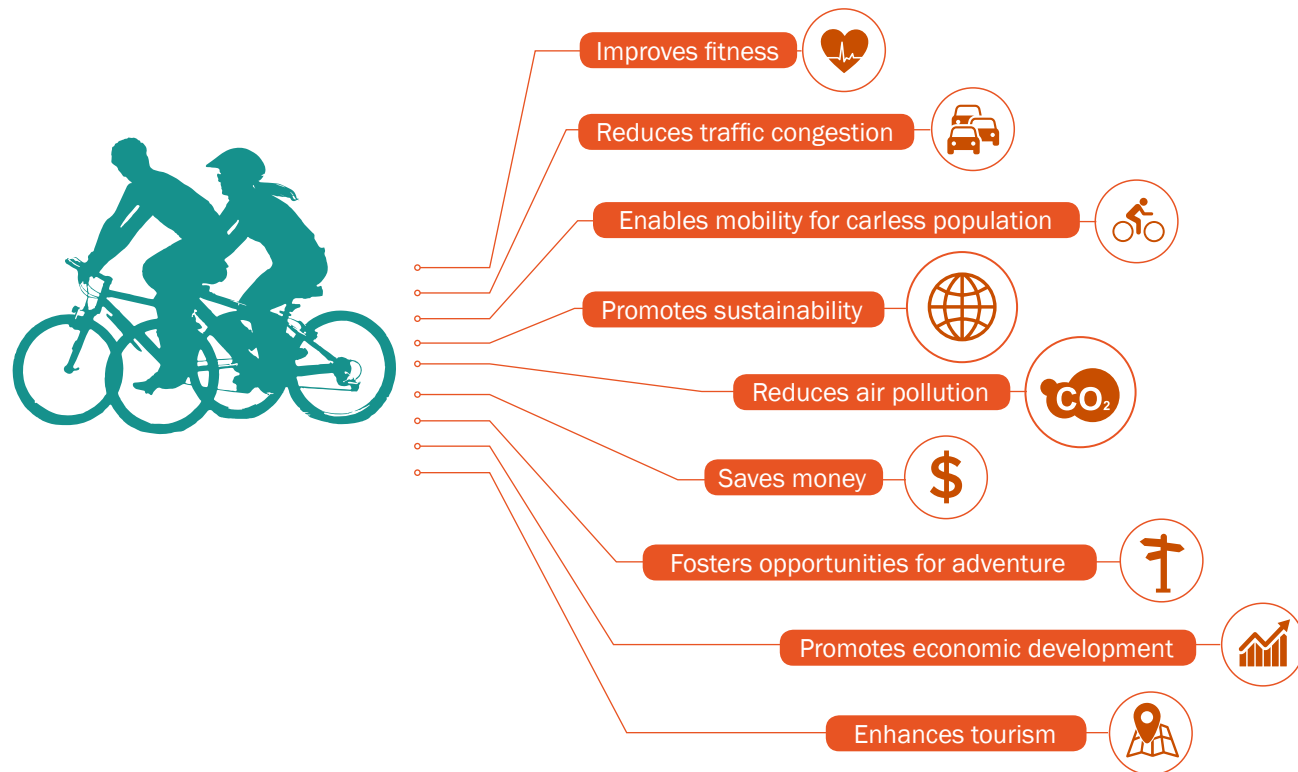 Improves fitness
Reduces traffic congestion
Enables mobility for carless population
Promotes sustainability
Reduces air pollution
CO₂
Saves money
$
Fosters opportunities for adventure
Promotes economic development
Enhances tourism